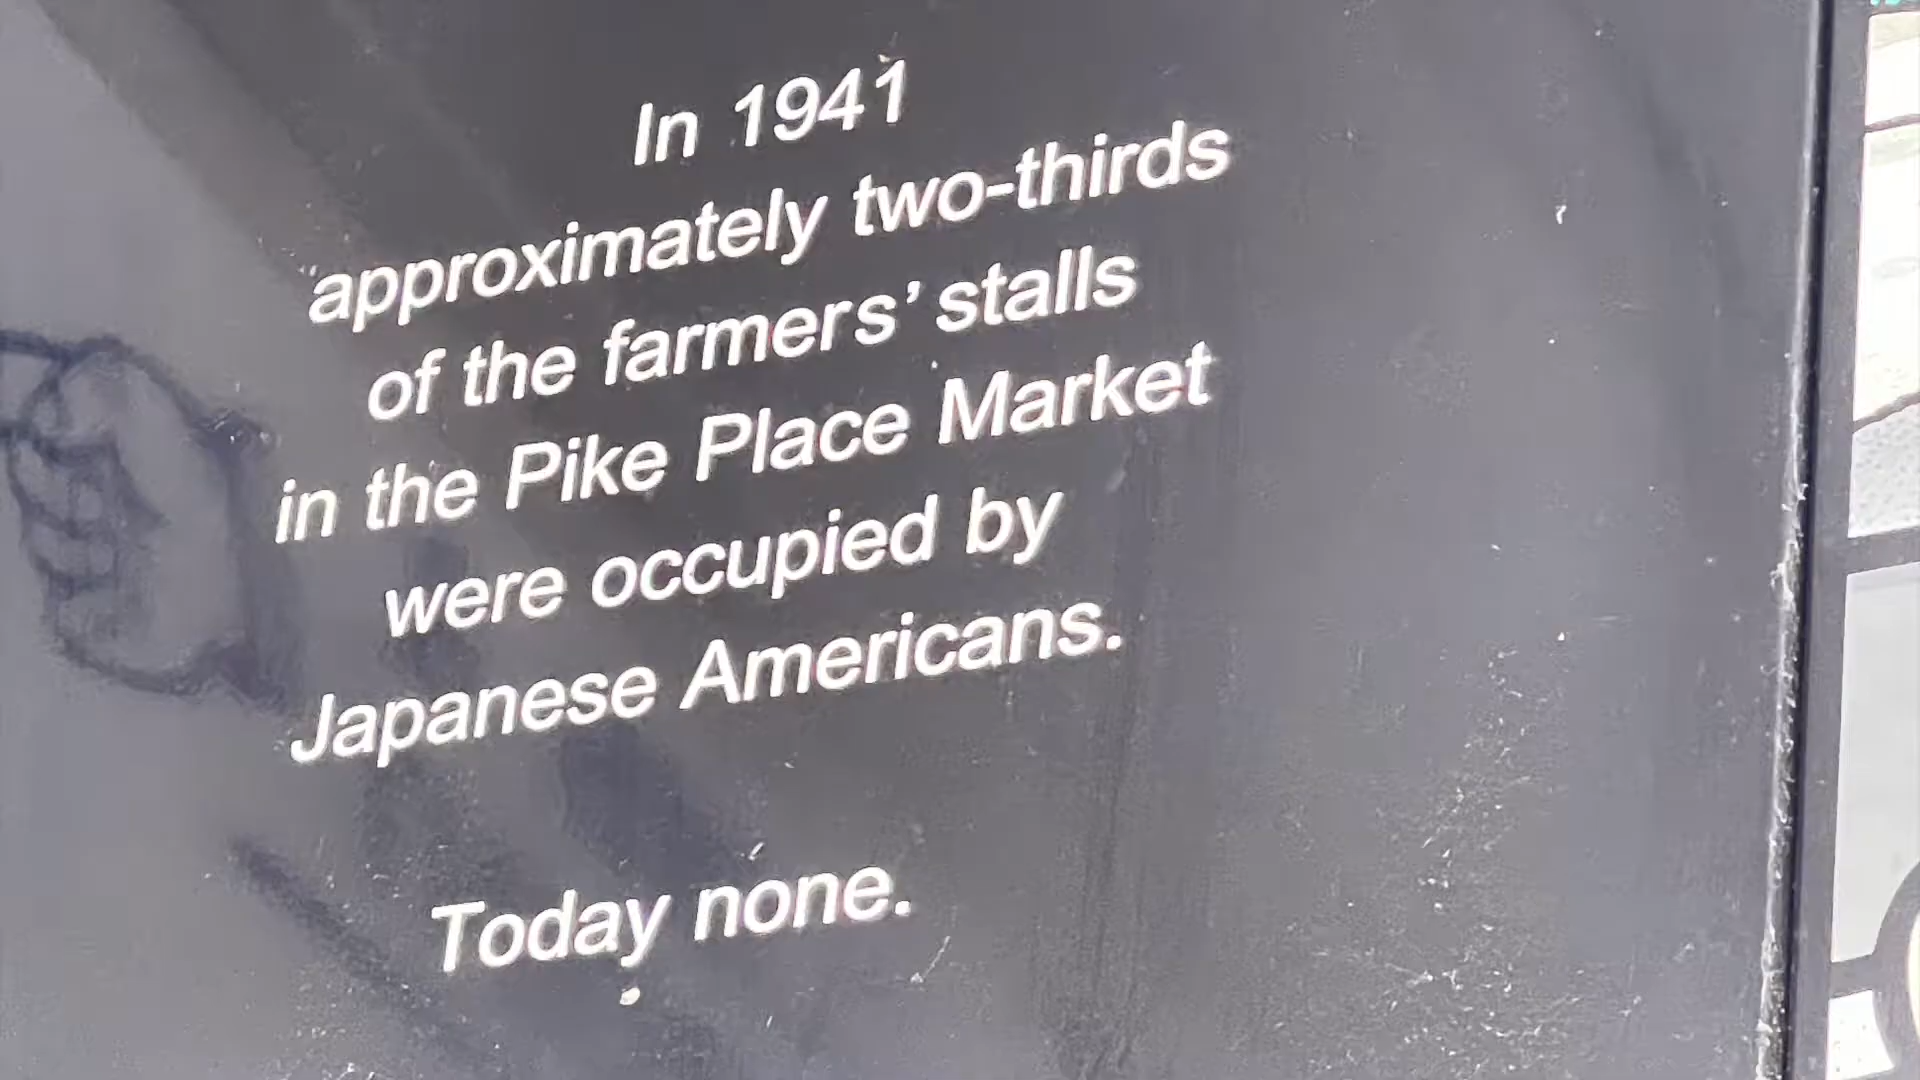 In 1941
approximately two-thirds
of the farmers' stalls
in the Pike Place Market
were occupied by
Japanese Americans.
Today none.